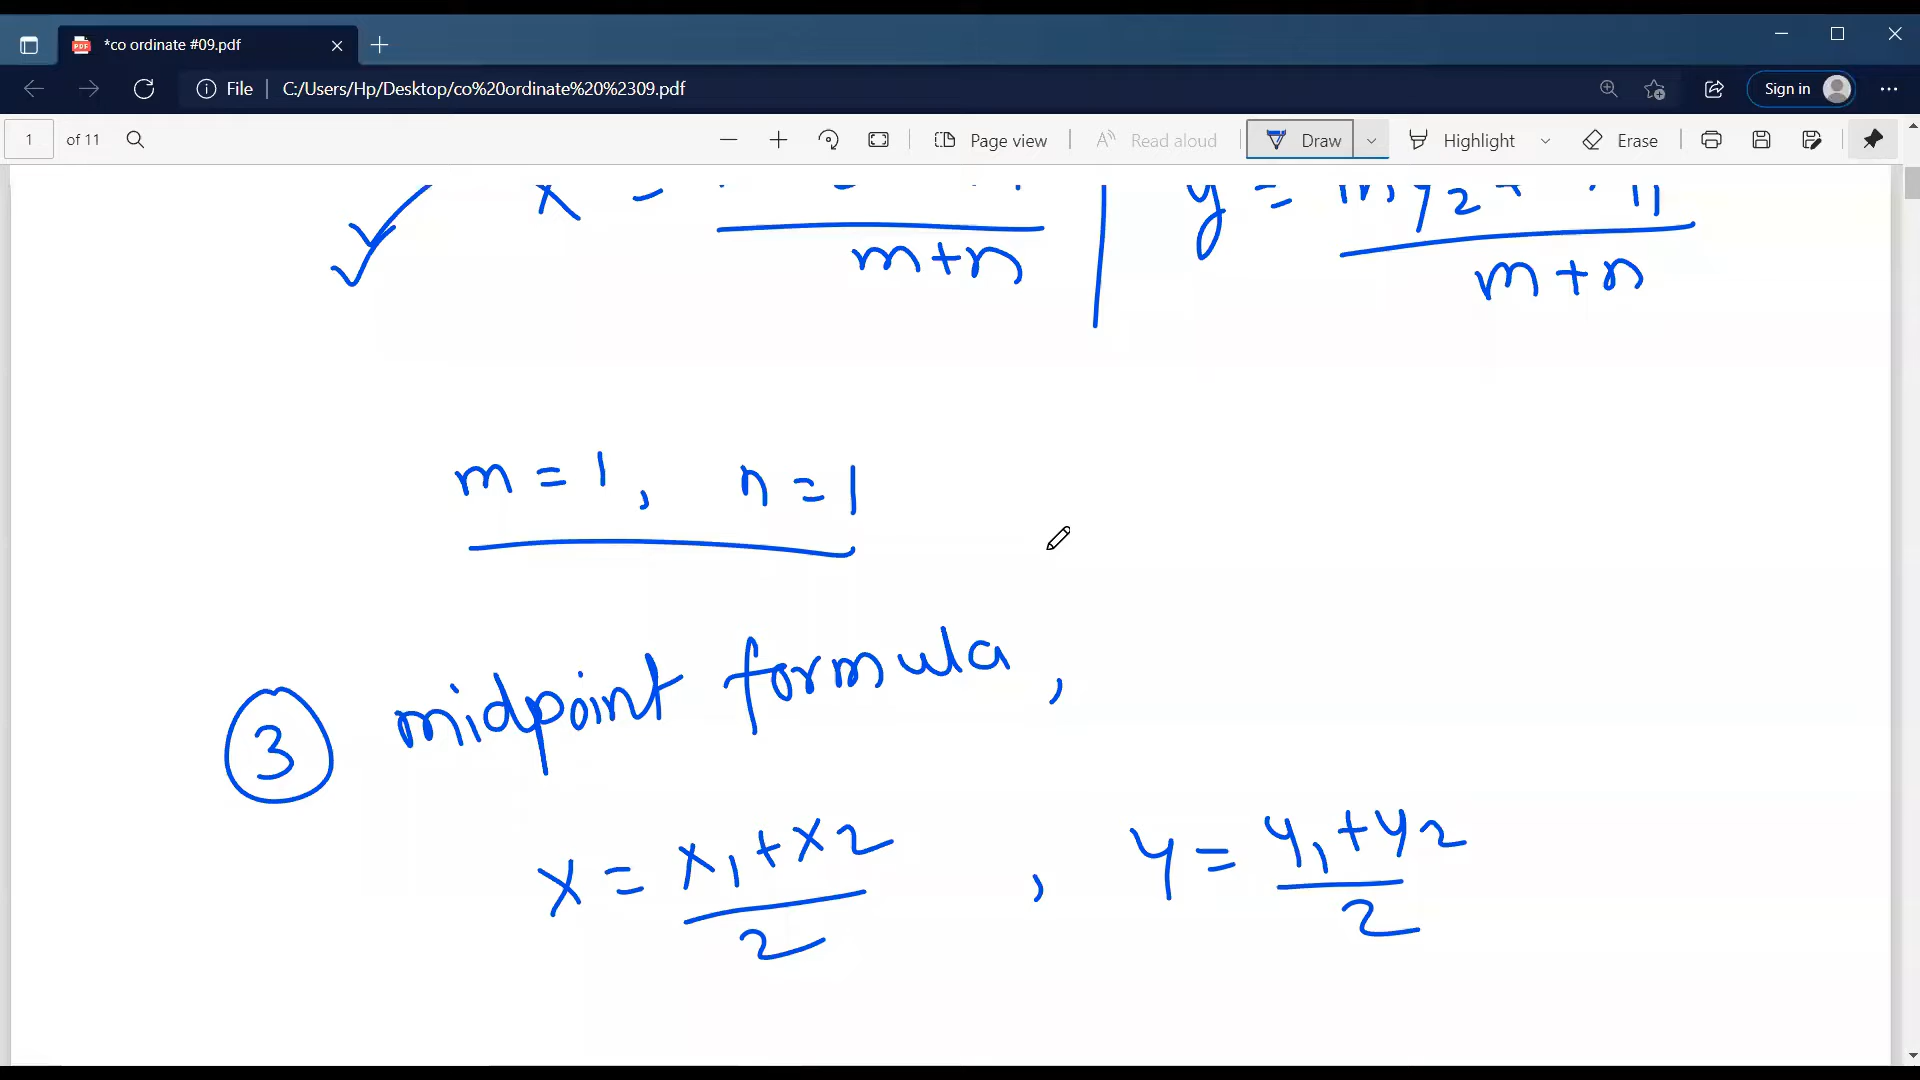 *co ordinate #09.pdf
File C:/Users/Hp/Desktop/co%20ordinate%20%2309.pdf Sign in
1 of 11 Page view Read aloud Draw Highlight Erase
x = y = my2+
m+n m+n
m = 1, n = 1
3 midpoint formula,
x = x1+x2 / 2 , y = y1+y2 / 2